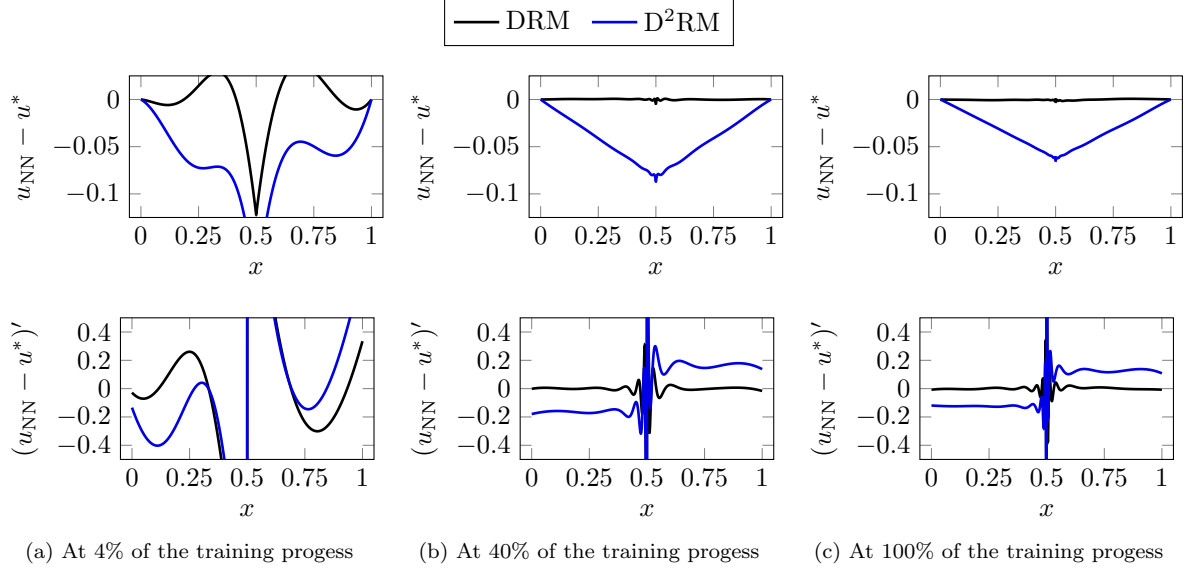 DRM D²RM
u_NN − u*
0
−0.05
−0.1
0 0.25 0.5 0.75 1
x
u_NN − u*
0
−0.05
−0.1
0 0.25 0.5 0.75 1
x
u_NN − u*
0
−0.05
−0.1
0 0.25 0.5 0.75 1
x
(u_NN − u*)′
0.4
0.2
0
−0.2
−0.4
0 0.25 0.5 0.75 1
x
(u_NN − u*)′
0.4
0.2
0
−0.2
−0.4
0 0.25 0.5 0.75 1
x
(u_NN − u*)′
0.4
0.2
0
−0.2
−0.4
0 0.25 0.5 0.75 1
x
(a) At 4% of the training progess
(b) At 40% of the training progess
(c) At 100% of the training progess